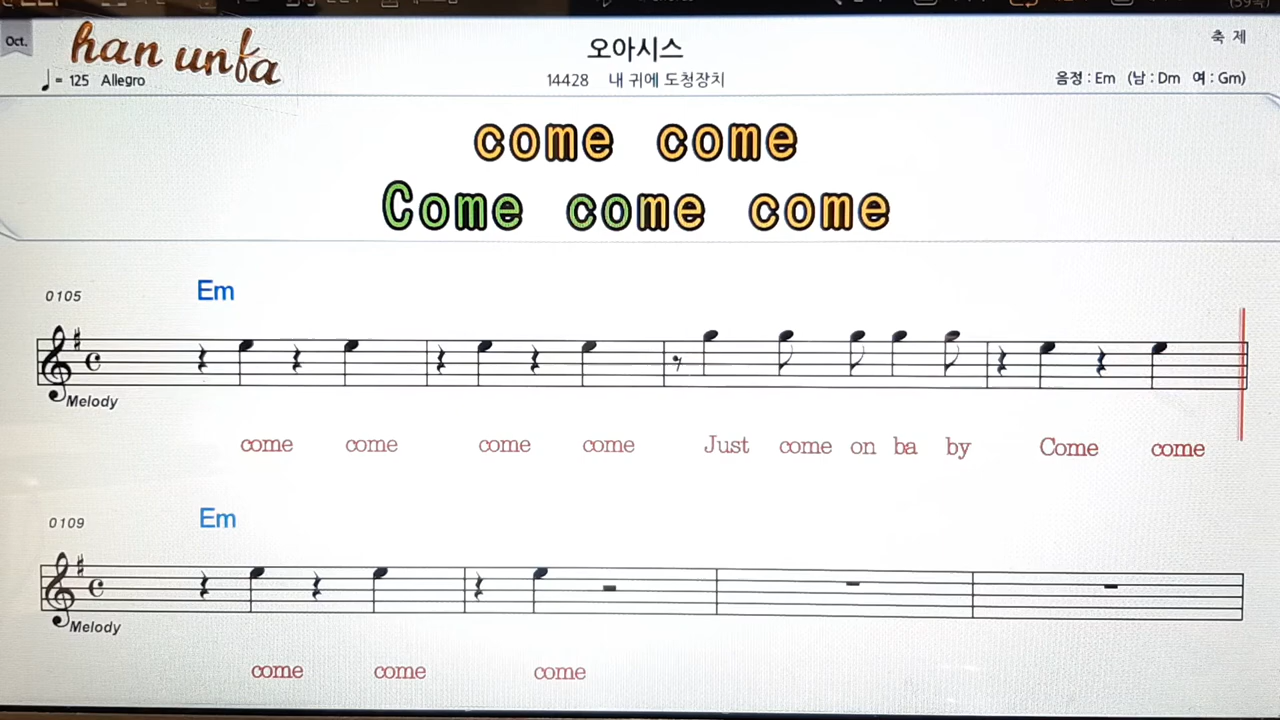 Oct.
han unfa
♩= 125 Allegro
오아시스
14428 내 귀에 도청장치
축 제
음정 : Em (남 : Dm 여 : Gm)
come come
Come come come
0105
Em
Melody
come come come come Just come on ba by Come come
0109
Em
Melody
come come come